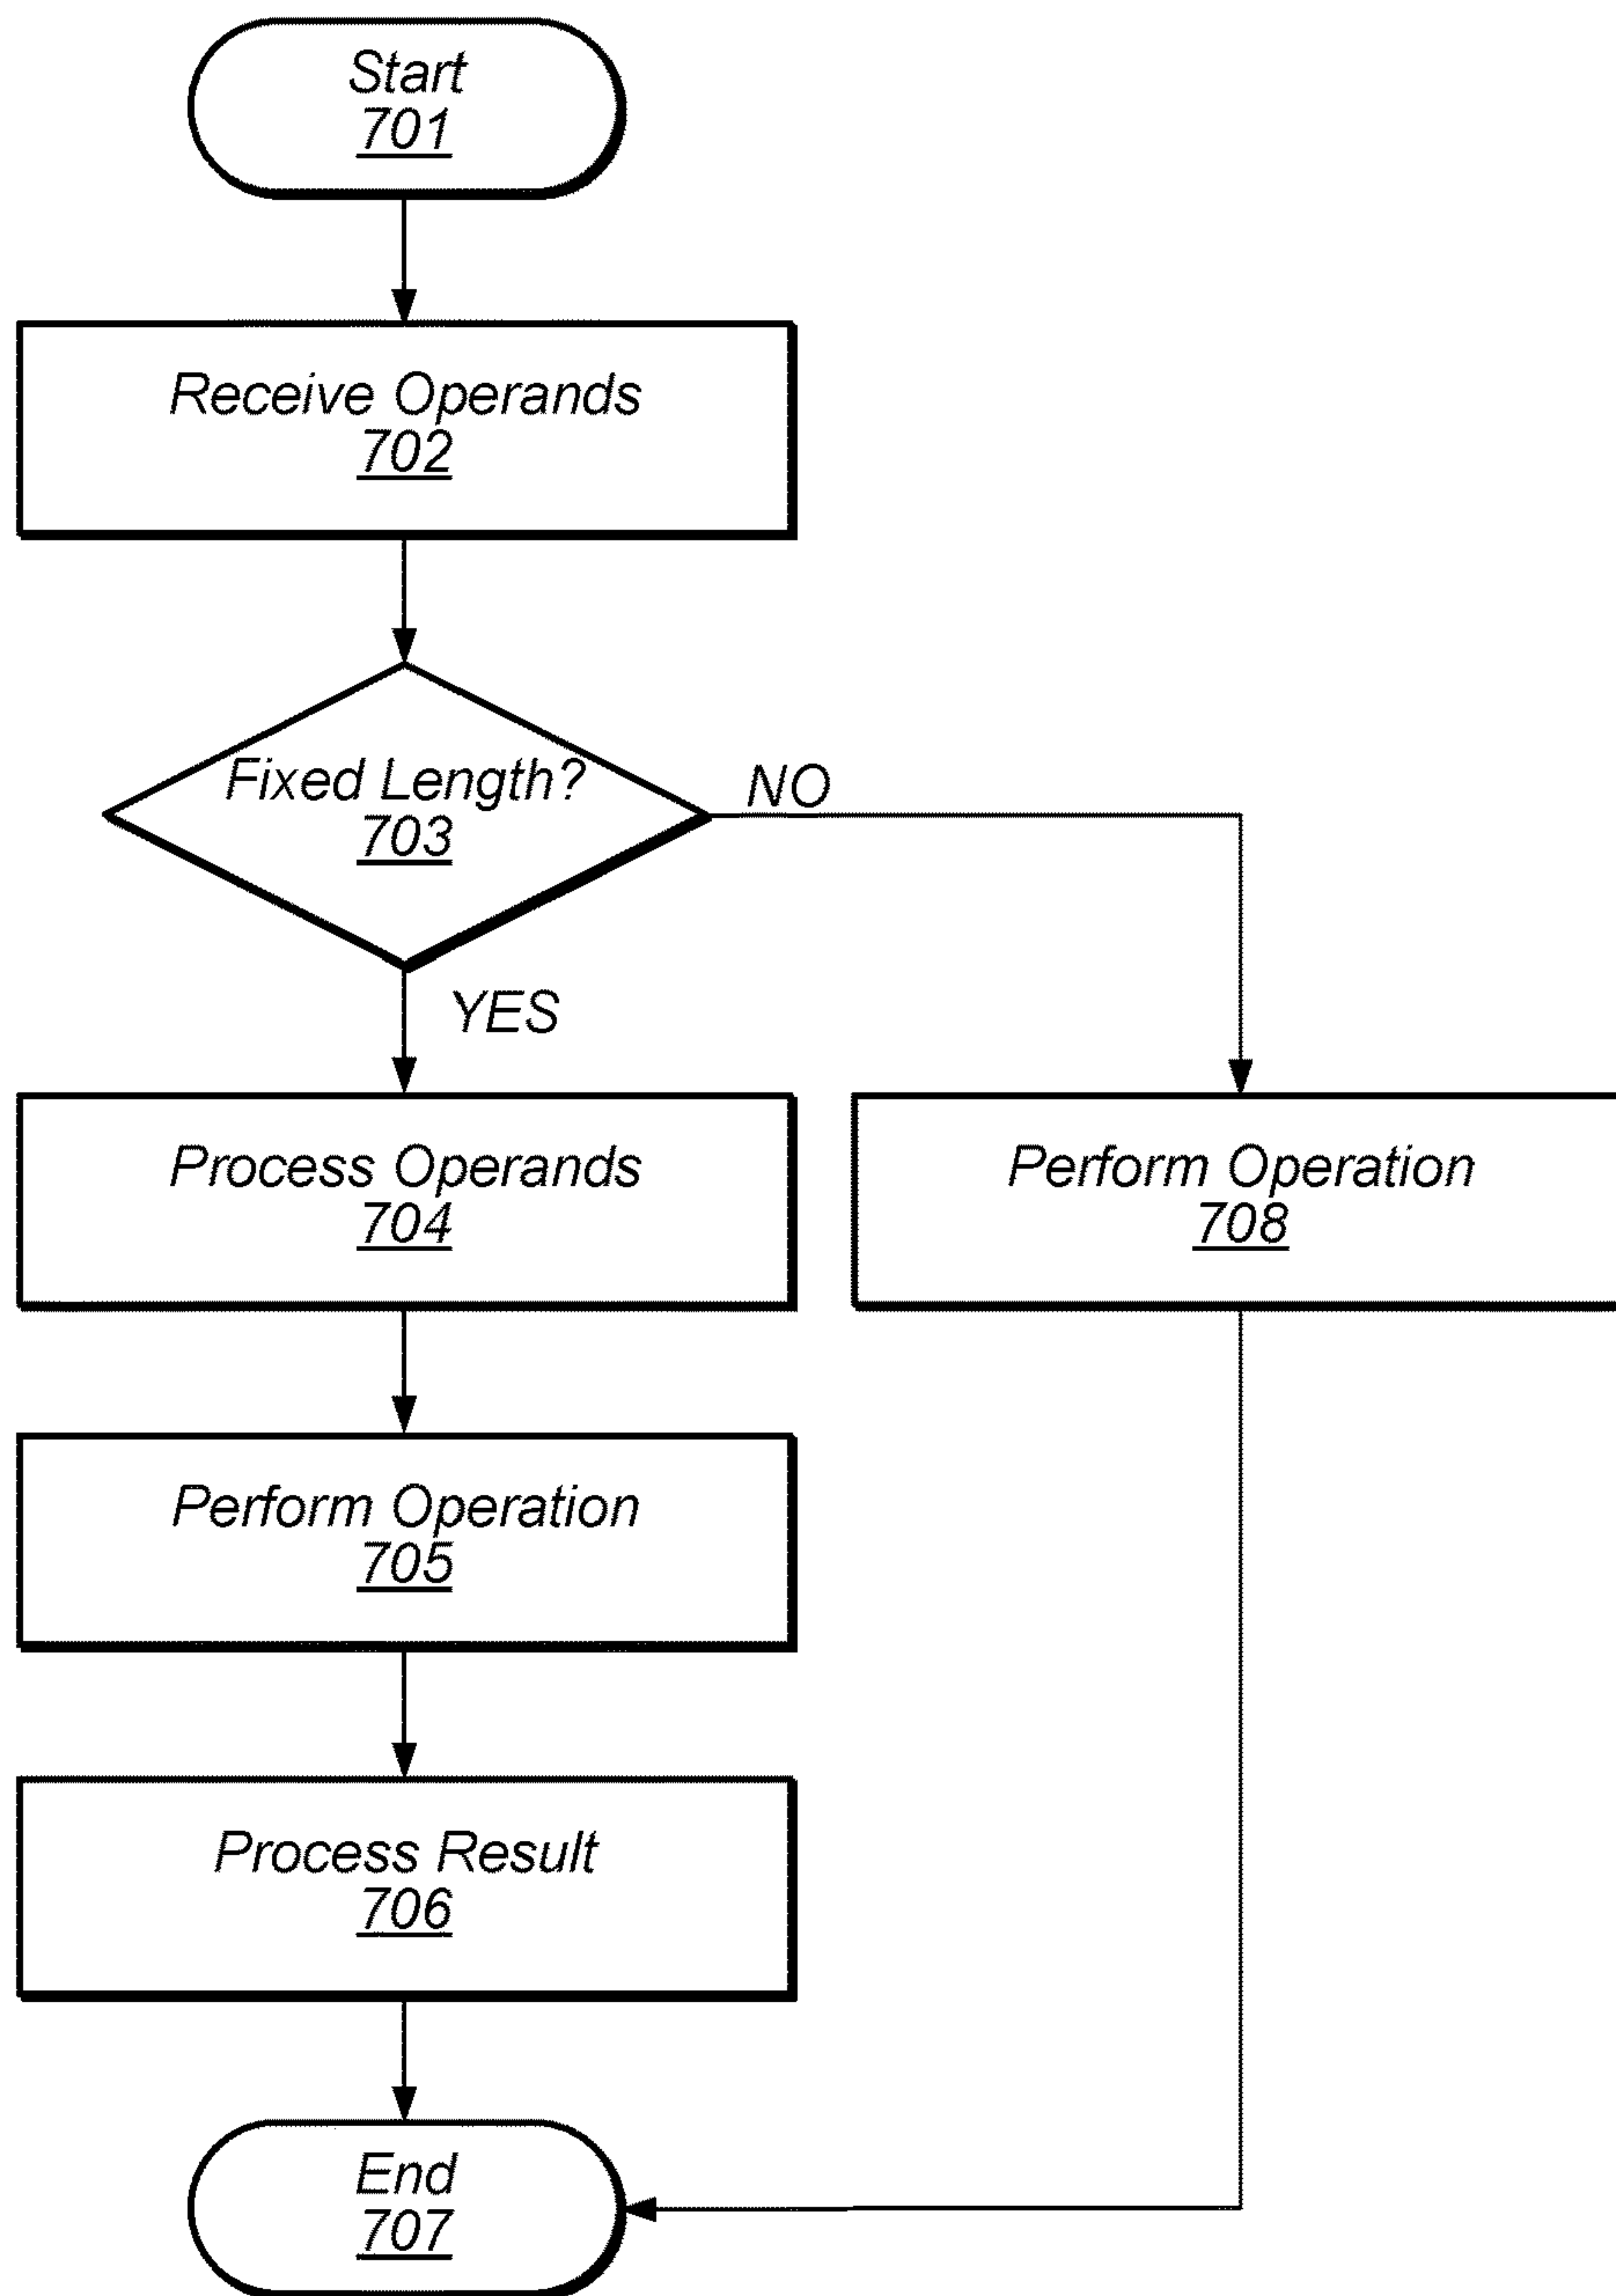 Start
701
Receive Operands
702
Fixed Length?
703
NO
YES
Process Operands
704
Perform Operation
708
Perform Operation
705
Process Result
706
End
707